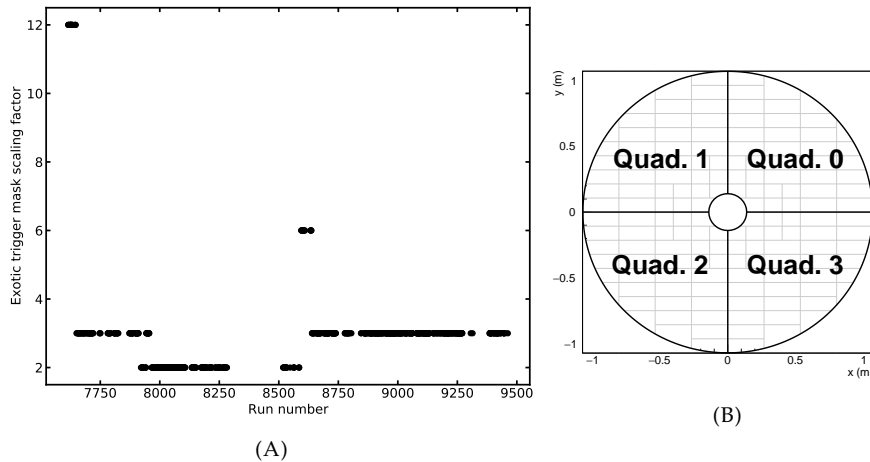 12
10
8
6
4
2
Exotic trigger mask scaling factor
7750 8000 8250 8500 8750 9000 9250 9500
Run number
(A)
y (m)
1
0.5
0
−0.5
−1
Quad. 1 Quad. 0
Quad. 2 Quad. 3
−1 −0.5 0 0.5 1
x (m
(B)